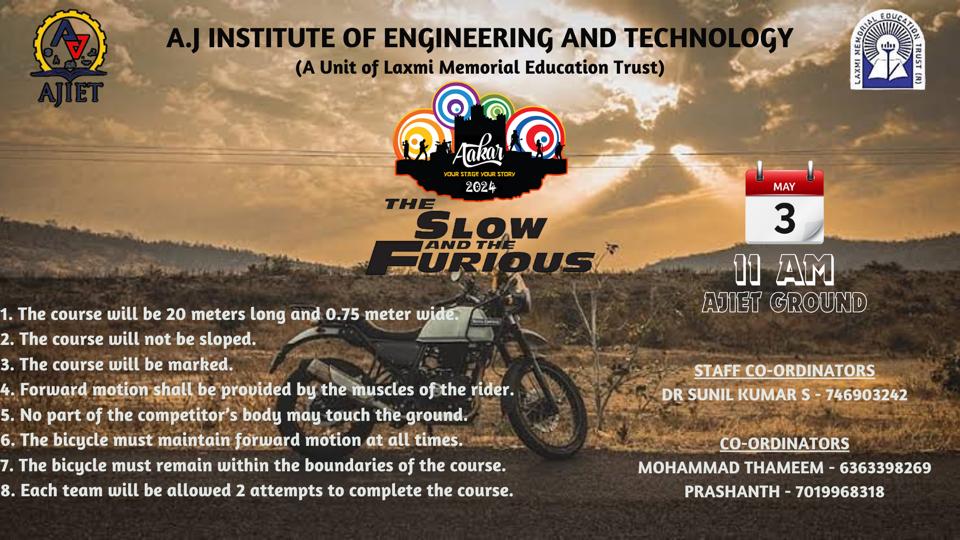 A.J INSTITUTE OF ENGINEERING AND TECHNOLOGY
(A Unit of Laxmi Memorial Education Trust)
AJIET
LAXMI MEMORIAL EDUCATION TRUST (R)
Aakar
YOUR STAGE YOUR STORY
2024
THE
SLOW
AND THE
FURIOUS
MAY
3
11 AM
AJIET GROUND
1. The course will be 20 meters long and 0.75 meter wide.
2. The course will not be sloped.
3. The course will be marked.
4. Forward motion shall be provided by the muscles of the rider.
5. No part of the competitor's body may touch the ground.
6. The bicycle must maintain forward motion at all times.
7. The bicycle must remain within the boundaries of the course.
8. Each team will be allowed 2 attempts to complete the course.
STAFF CO-ORDINATORS
DR SUNIL KUMAR S - 746903242
CO-ORDINATORS
MOHAMMAD THAMEEM - 6363398269
PRASHANTH - 7019968318